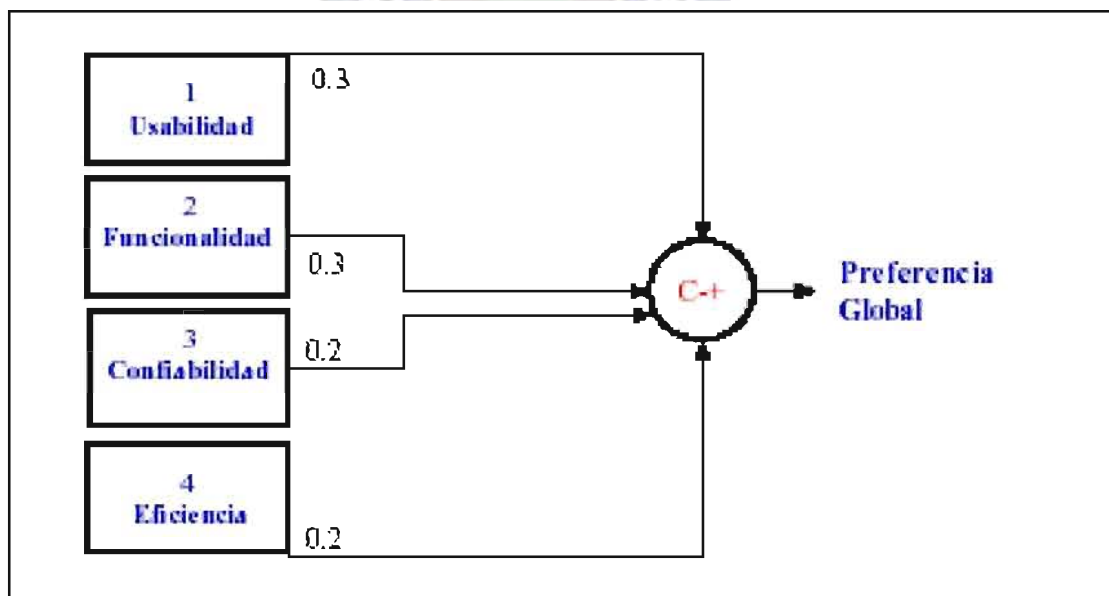 1
Usabilidad
0.3
2
Funcionalidad
0.3
3
Confiabilidad
0.2
4
Eficiencia
0.2
C-+
Preferencia
Global